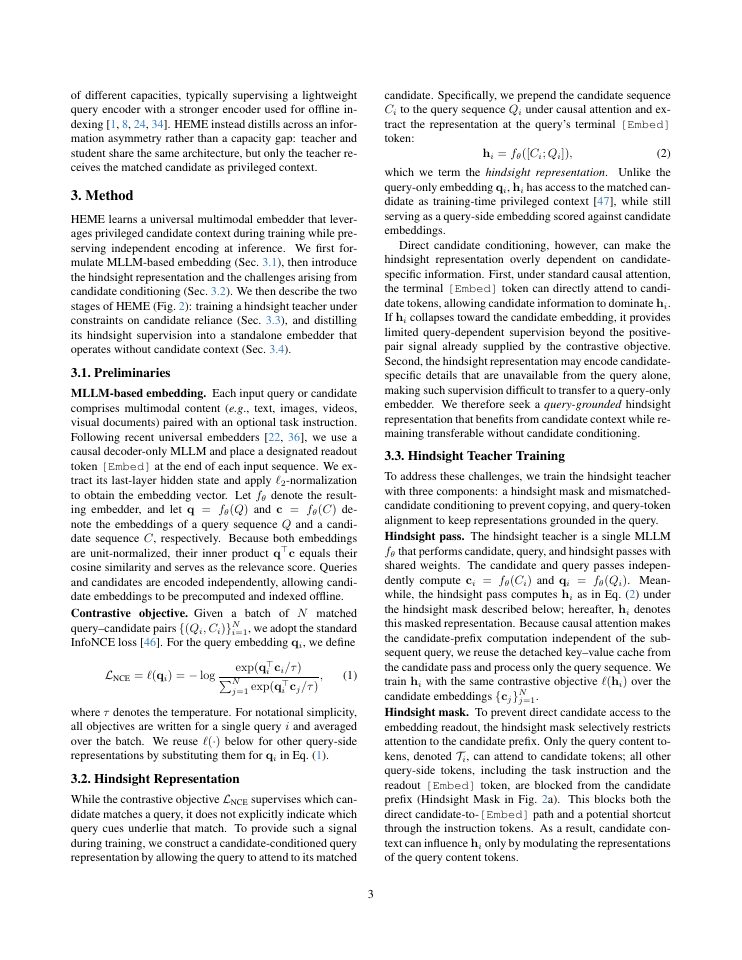 of different capacities, typically supervising a lightweight
query encoder with a stronger encoder used for offline in-
dexing [1, 8, 24, 34]. HEME instead distills across an infor-
mation asymmetry rather than a capacity gap: teacher and
student share the same architecture, but only the teacher re-
ceives the matched candidate as privileged context.
3. Method
HEME learns a universal multimodal embedder that lever-
ages privileged candidate context during training while pre-
serving independent encoding at inference. We first for-
mulate MLLM-based embedding (Sec. 3.1), then introduce
the hindsight representation and the challenges arising from
candidate conditioning (Sec. 3.2). We then describe the two
stages of HEME (Fig. 2): training a hindsight teacher under
constraints on candidate reliance (Sec. 3.3), and distilling
its hindsight supervision into a standalone embedder that
operates without candidate context (Sec. 3.4).
3.1. Preliminaries
MLLM-based embedding. Each input query or candidate
comprises multimodal content (e.g., text, images, videos,
visual documents) paired with an optional task instruction.
Following recent universal embedders [22, 36], we use a
causal decoder-only MLLM and place a designated readout
token [Embed] at the end of each input sequence. We ex-
tract its last-layer hidden state and apply ℓ2-normalization
to obtain the embedding vector. Let fθ denote the result-
ing embedder, and let q = fθ(Q) and c = fθ(C) de-
note the embeddings of a query sequence Q and a candi-
date sequence C, respectively. Because both embeddings
are unit-normalized, their inner product q⊤c equals their
cosine similarity and serves as the relevance score. Queries
and candidates are encoded independently, allowing candi-
date embeddings to be precomputed and indexed offline.
Contrastive objective. Given a batch of N matched
query–candidate pairs {(Qi, Ci)}Ni=1, we adopt the standard
InfoNCE loss [46]. For the query embedding qi, we define
LNCE = ℓ(qi) = − log exp(qi⊤ci/τ) / ∑Nj=1 exp(qi⊤cj/τ), (1)
where τ denotes the temperature. For notational simplicity,
all objectives are written for a single query i and averaged
over the batch. We reuse ℓ(·) below for other query-side
representations by substituting them for qi in Eq. (1).
3.2. Hindsight Representation
While the contrastive objective LNCE supervises which can-
didate matches a query, it does not explicitly indicate which
query cues underlie that match. To provide such a signal
during training, we construct a candidate-conditioned query
representation by allowing the query to attend to its matched
candidate. Specifically, we prepend the candidate sequence
Ci to the query sequence Qi under causal attention and ex-
tract the representation at the query's terminal [Embed]
token:
hi = fθ([Ci; Qi]), (2)
which we term the hindsight representation. Unlike the
query-only embedding qi, hi has access to the matched can-
didate as training-time privileged context [47], while still
serving as a query-side embedding scored against candidate
embeddings.
Direct candidate conditioning, however, can make the
hindsight representation overly dependent on candidate-
specific information. First, under standard causal attention,
the terminal [Embed] token can directly attend to candi-
date tokens, allowing candidate information to dominate hi.
If hi collapses toward the candidate embedding, it provides
limited query-dependent supervision beyond the positive-
pair signal already supplied by the contrastive objective.
Second, the hindsight representation may encode candidate-
specific details that are unavailable from the query alone,
making such supervision difficult to transfer to a query-only
embedder. We therefore seek a query-grounded hindsight
representation that benefits from candidate context while re-
maining transferable without candidate conditioning.
3.3. Hindsight Teacher Training
To address these challenges, we train the hindsight teacher
with three components: a hindsight mask and mismatched-
candidate conditioning to prevent copying, and query-token
alignment to keep representations grounded in the query.
Hindsight pass. The hindsight teacher is a single MLLM
fθ that performs candidate, query, and hindsight passes with
shared weights. The candidate and query passes indepen-
dently compute ci = fθ(Ci) and qi = fθ(Qi). Mean-
while, the hindsight pass computes hi as in Eq. (2) under
the hindsight mask described below; hereafter, hi denotes
this masked representation. Because causal attention makes
the candidate-prefix computation independent of the sub-
sequent query, we reuse the detached key–value cache from
the candidate pass and process only the query sequence. We
train hi with the same contrastive objective ℓ(hi) over the
candidate embeddings {cj}Nj=1.
Hindsight mask. To prevent direct candidate access to the
embedding readout, the hindsight mask selectively restricts
attention to the candidate prefix. Only the query content to-
kens, denoted Ti, can attend to candidate tokens; all other
query-side tokens, including the task instruction and the
readout [Embed] token, are blocked from the candidate
prefix (Hindsight Mask in Fig. 2a). This blocks both the
direct candidate-to-[Embed] path and a potential shortcut
through the instruction tokens. As a result, candidate con-
text can influence hi only by modulating the representations
of the query content tokens.
3